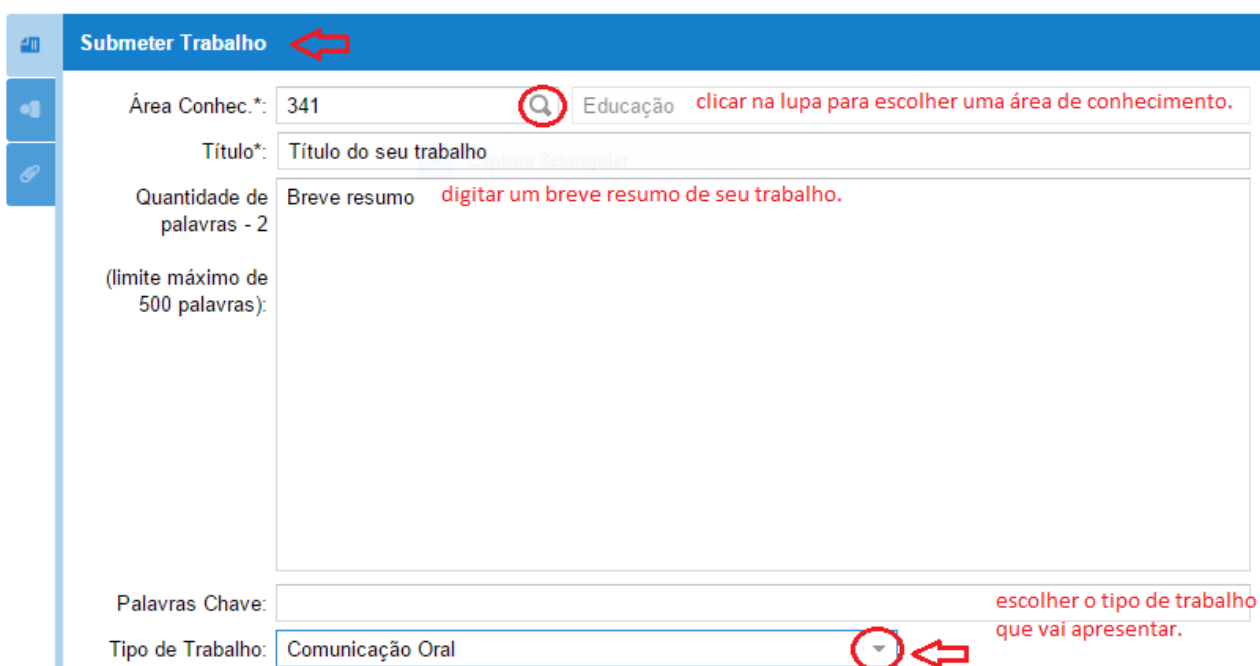 Submeter Trabalho
Área Conhec.*: 341 Educação clicar na lupa para escolher uma área de conhecimento.
Título*: Título do seu trabalho
Captura Retangular
Quantidade de palavras - 2 Breve resumo digitar um breve resumo de seu trabalho.
(limite máximo de
500 palavras):
Palavras Chave: escolher o tipo de trabalho
que vai apresentar.
Tipo de Trabalho: Comunicação Oral